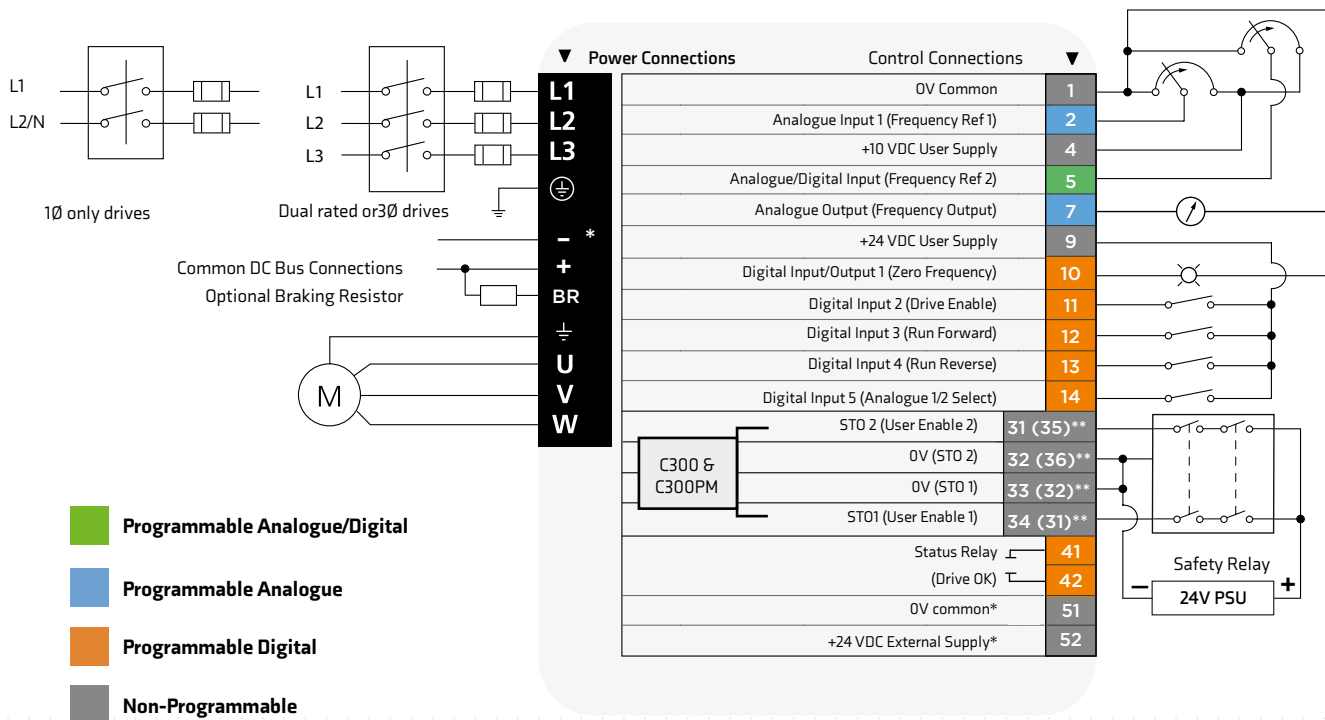 ▼ Power Connections
Control Connections ▼
L1
L2/N
1Ø only drives
L1
L2
L3
Dual rated or3Ø drives
Common DC Bus Connections
Optional Braking Resistor
M
L1
L2
L3
– *
+
BR
U
V
W
0V Common 1
Analogue Input 1 (Frequency Ref 1) 2
+10 VDC User Supply 4
Analogue/Digital Input (Frequency Ref 2) 5
Analogue Output (Frequency Output) 7
+24 VDC User Supply 9
Digital Input/Output 1 (Zero Frequency) 10
Digital Input 2 (Drive Enable) 11
Digital Input 3 (Run Forward) 12
Digital Input 4 (Run Reverse) 13
Digital Input 5 (Analogue 1/2 Select) 14
STO 2 (User Enable 2) 31 (35)**
0V (STO 2) 32 (36)**
0V (STO 1) 33 (32)**
STO1 (User Enable 1) 34 (31)**
C300 &
C300PM
Status Relay 41
(Drive OK) 42
0V common* 51
+24 VDC External Supply* 52
Safety Relay
– 24V PSU +
Programmable Analogue/Digital
Programmable Analogue
Programmable Digital
Non-Programmable